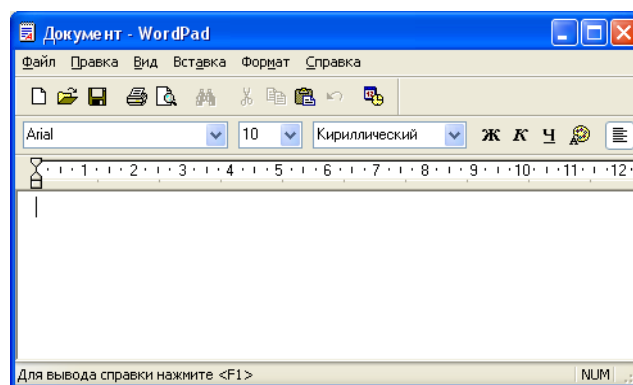 Документ - WordPad
Файл Правка Вид Вставка Формат Справка
Arial 10 Кириллический Ж К Ч
1 2 3 4 5 6 7 8 9 10 11 12
Для вывода справки нажмите <F1> NUM